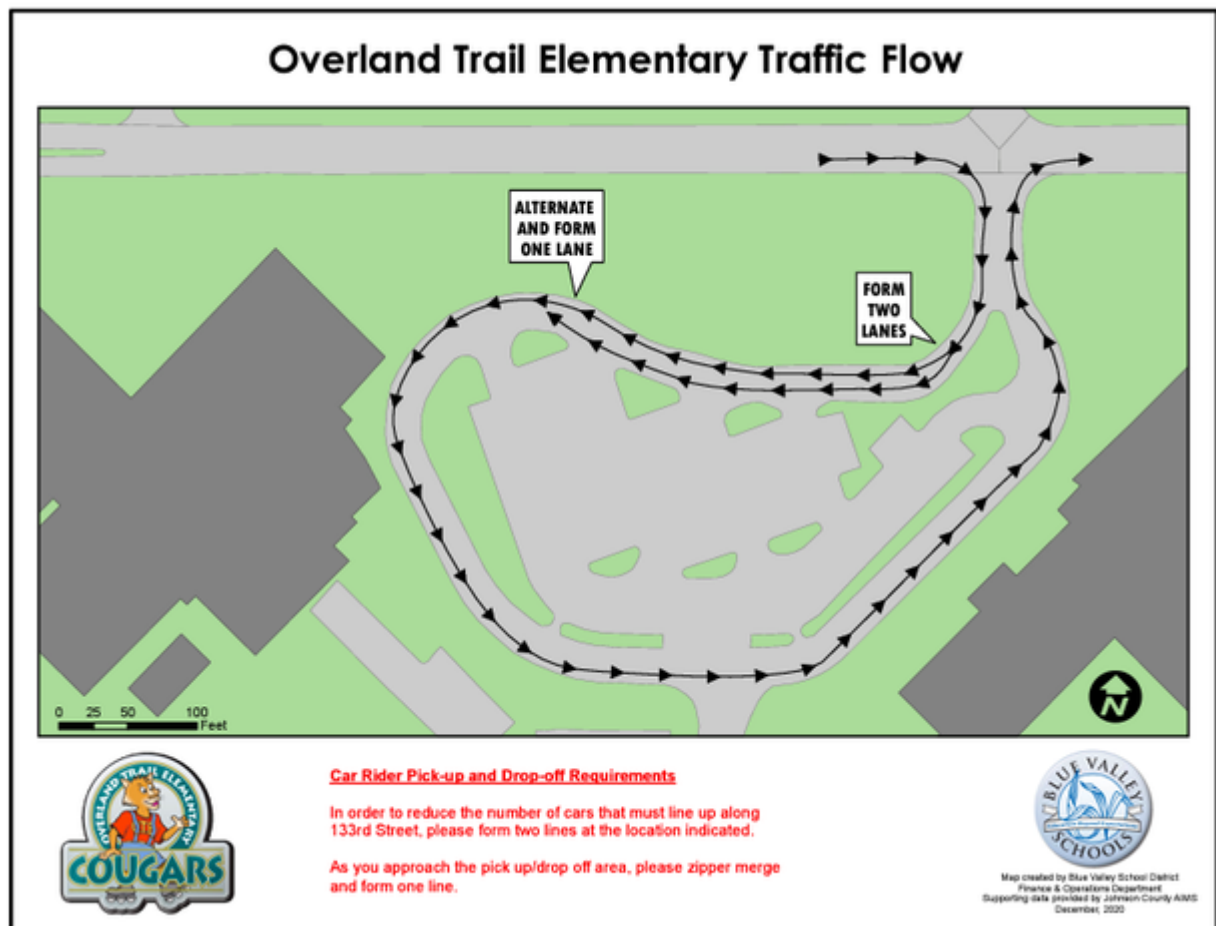 Overland Trail Elementary Traffic Flow
ALTERNATE
AND FORM
ONE LANE
FORM
TWO
LANES
N
0 25 50 100
Feet
OVERLAND TRAIL ELEMENTARY
COUGARS
Car Rider Pick-up and Drop-off Requirements
In order to reduce the number of cars that must line up along
133rd Street, please form two lines at the location indicated.
As you approach the pick up/drop off area, please zipper merge
and form one line.
BLUE VALLEY
SCHOOLS
Map created by Blue Valley School District
Finance & Operations Department
Supporting data provided by Johnson County AIMS
December, 2020